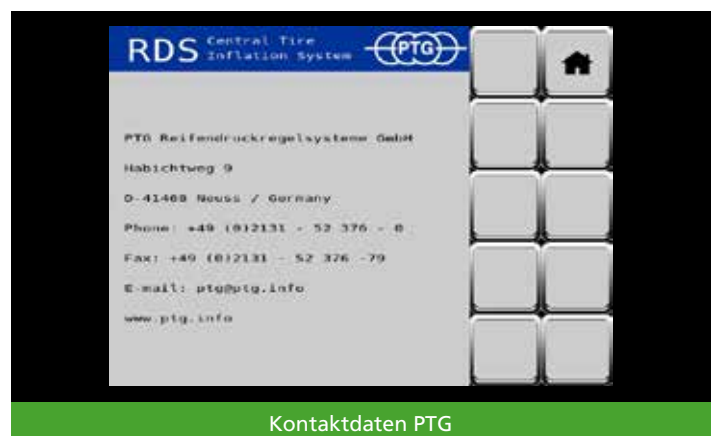 RDS Central Tire
Inflation System
PTG
PTG Reifendruckregelsysteme GmbH
Habichtweg 9
D-41468 Neuss / Germany
Phone: +49 (0)2131 - 52 376 - 0
Fax: +49 (0)2131 - 52 376 -79
E-mail: ptg@ptg.info
www.ptg.info
Kontaktdaten PTG